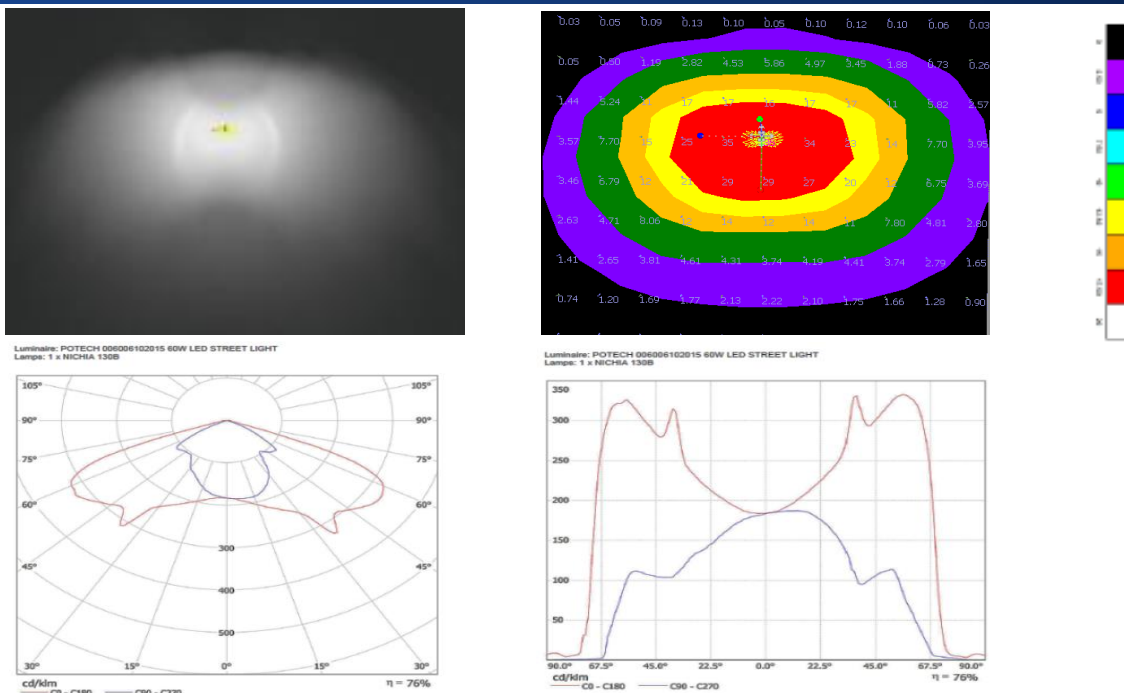 0.03 0.05 0.09 0.13 0.10 0.05 0.10 0.12 0.10 0.06 0.03
0.05 0.50 1.19 2.82 4.53 5.86 4.97 3.45 1.88 0.73 0.26
1.44 5.24 11 17 17 16 17 17 11 5.82 2.57
3.57 7.70 15 25 35 34 23 14 7.70 3.95
3.46 6.79 12 21 29 29 27 20 12 6.75 3.69
2.63 4.71 8.06 12 14 12 14 11 7.80 4.81 2.80
1.41 2.65 3.81 4.61 4.31 3.74 4.19 4.41 3.74 2.79 1.65
0.74 1.20 1.69 1.77 2.13 2.22 2.10 1.75 1.66 1.28 0.90
Luminaire: POTECH 006006102015 60W LED STREET LIGHT
Lamps: 1 x NICHIA 130B
105° 105°
90° 90°
75° 75°
60° 60°
300
45° 45°
400
500
30° 15° 0° 15° 30°
cd/klm η = 76%
C0 - C180 C90 - C270
Luminaire: POTECH 006006102015 60W LED STREET LIGHT
Lamps: 1 x NICHIA 130B
350
300
250
200
150
100
50
90.0° 67.5° 45.0° 22.5° 0.0° 22.5° 45.0° 67.5° 90.0°
cd/klm η = 76%
C0 - C180 C90 - C270